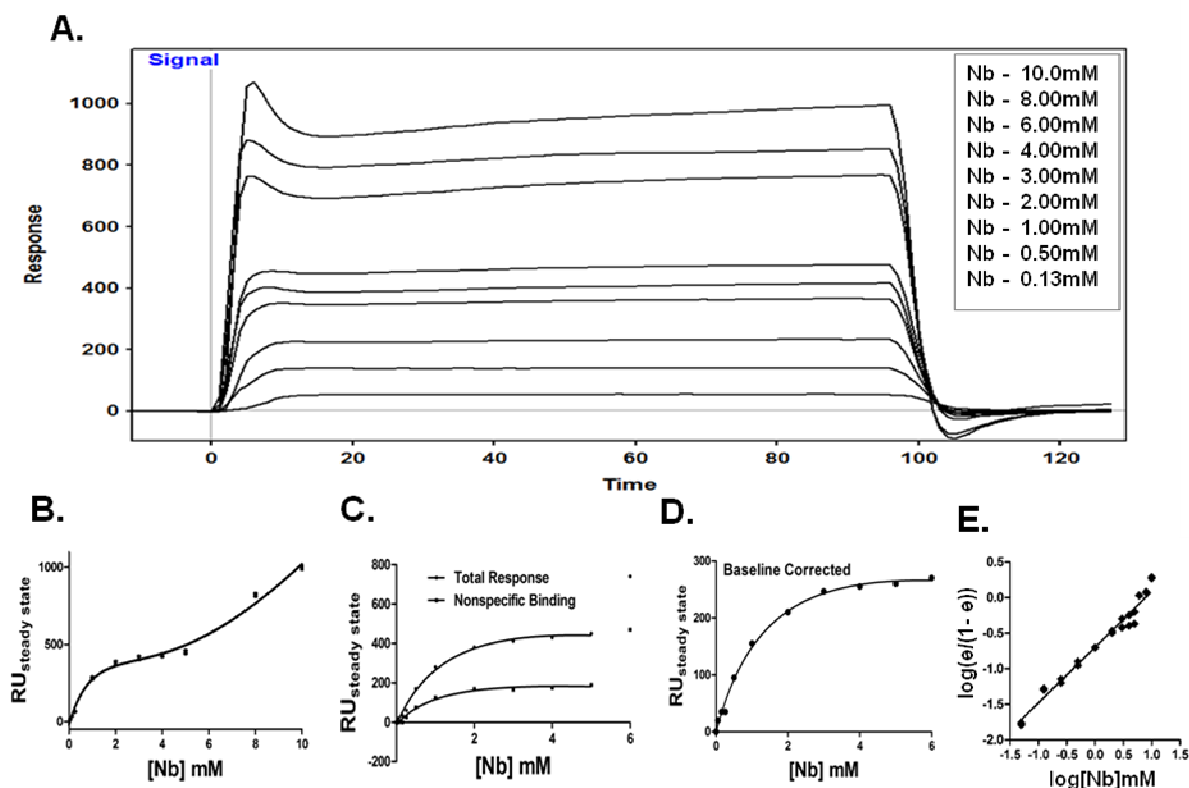 A.
Signal
Response
1000
800
600
400
200
0
0 20 40 60 80 100 120
Time
Nb - 10.0mM
Nb - 8.00mM
Nb - 6.00mM
Nb - 4.00mM
Nb - 3.00mM
Nb - 2.00mM
Nb - 1.00mM
Nb - 0.50mM
Nb - 0.13mM
B.
RUsteady state
1000
500
0
0 2 4 6 8 10
[Nb] mM
C.
RUsteady state
800
600
400
200
0
-200
Total Response
Nonspecific Binding
2 4 6
[Nb] mM
D.
RUsteady state
300
200
100
0
Baseline Corrected
0 2 4 6
[Nb] mM
E.
log(e/(1- e))
0.5
0.0
-0.5
-1.0
-1.5
-2.0
-1.5 -1.0 -0.5 0.0 0.5 1.0 1.5
log[Nb]mM